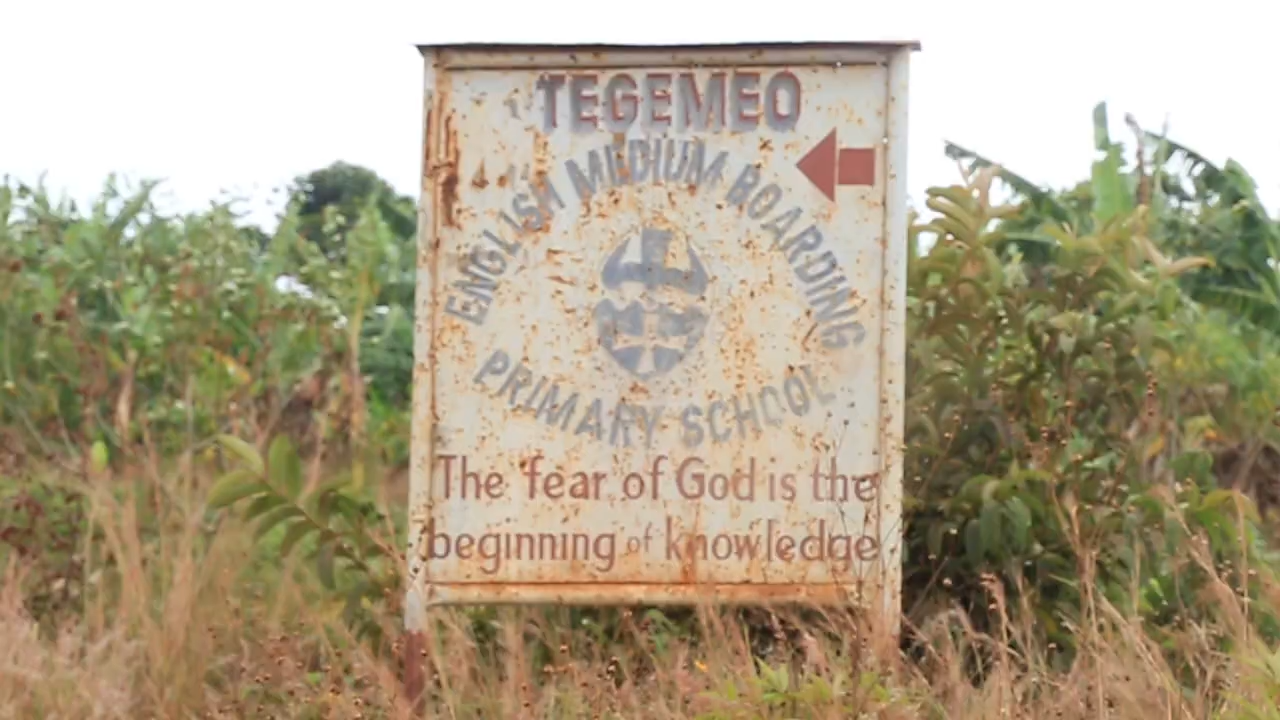 TEGEMEO
ENGLISH MEDIUM BOARDING
PRIMARY SCHOOL
The fear of God is the
beginning of knowledge